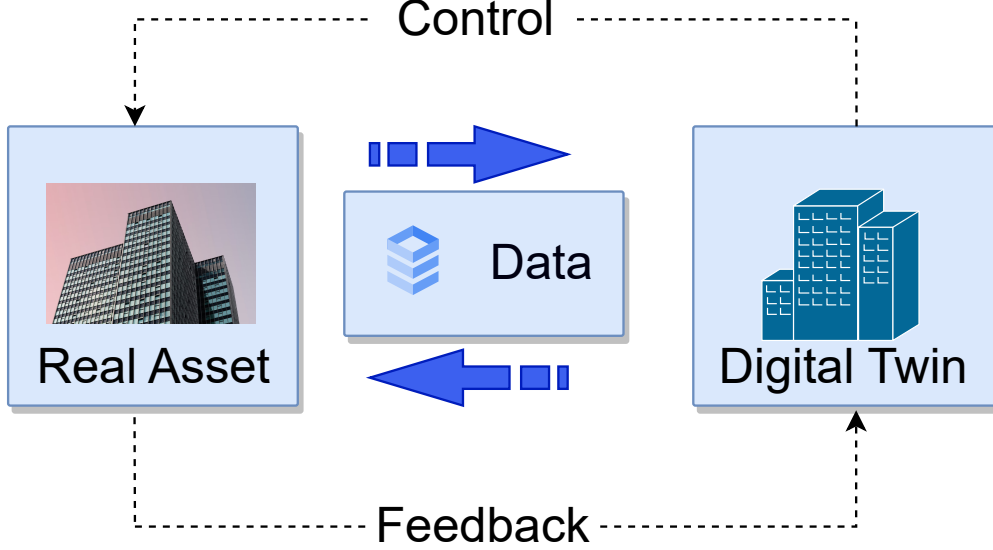 Control
Data
Real Asset
Digital Twin
Feedback